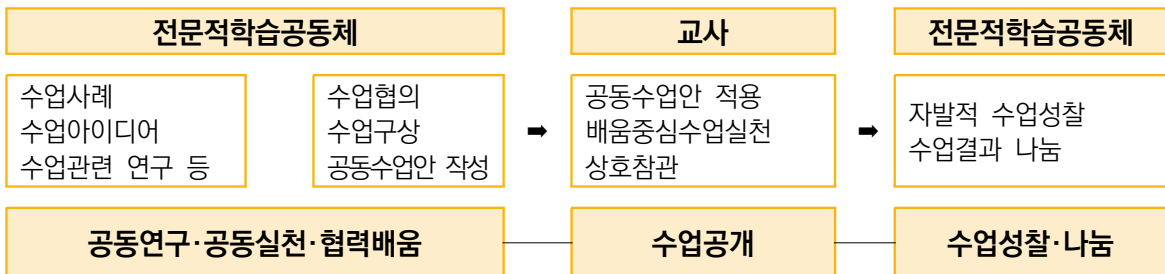 전문적학습공동체
교사
전문적학습공동체
수업사례
수업아이디어
수업관련 연구 등
수업협의
수업구상
공동수업안 작성
➡
공동수업안 적용
배움중심수업실천
상호참관
➡
자발적 수업성찰
수업결과 나눔
공동연구·공동실천·협력배움
수업공개
수업성찰·나눔